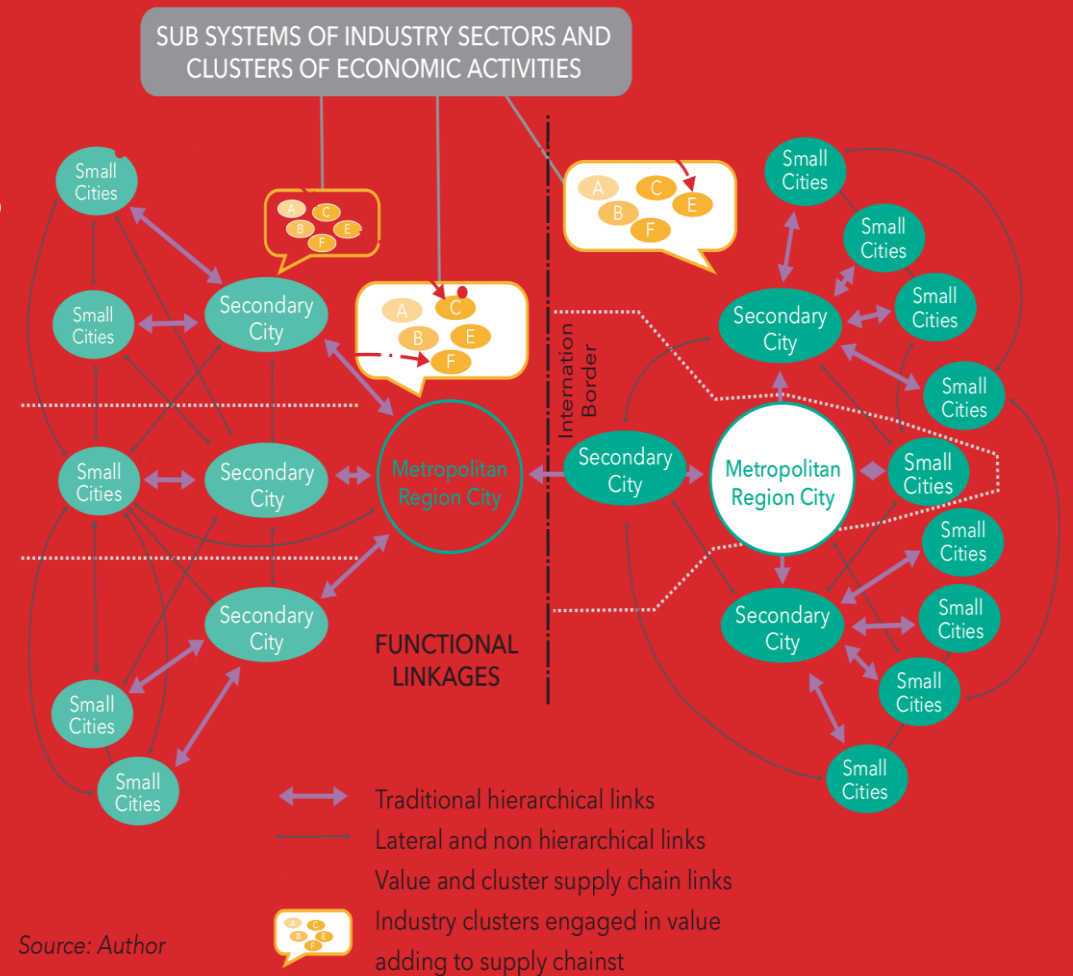 SUB SYSTEMS OF INDUSTRY SECTORS AND
CLUSTERS OF ECONOMIC ACTIVITIES
Small
Cities
Small
Cities
Small
Cities
Small
Cities
Small
Cities
Secondary
City
Secondary
City
Secondary
City
A
C
B
E
F
A
C
B
E
F
Metropolitan
Region City
FUNCTIONAL
LINKAGES
Internation
Border
A
C
E
B
F
Secondary
City
Secondary
City
Metropolitan
Region City
Secondary
City
Small
Cities
Small
Cities
Small
Cities
Small
Cities
Small
Cities
Small
Cities
Small
Cities
Small
Cities
Small
Cities
Traditional hierarchical links
Lateral and non hierarchical links
Value and cluster supply chain links
A
C
B
E
F
Industry clusters engaged in value
adding to supply chainst
Source: Author